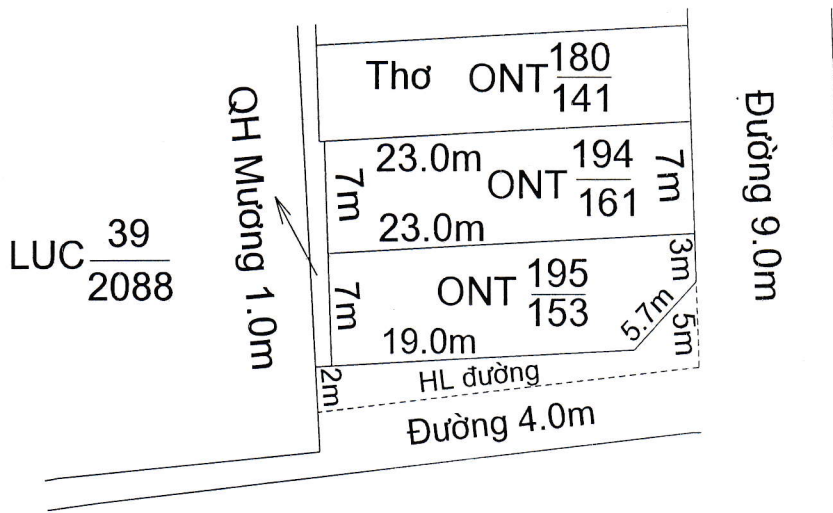 Thơ ONT 180
141
23.0m
ONT 194
161
7m
7m
23.0m
QH Mương 1.0m
Đường 9.0m
LUC 39
2088
ONT 195
153
7m
3m
5.7m
5m
19.0m
2m
HL đường
Đường 4.0m